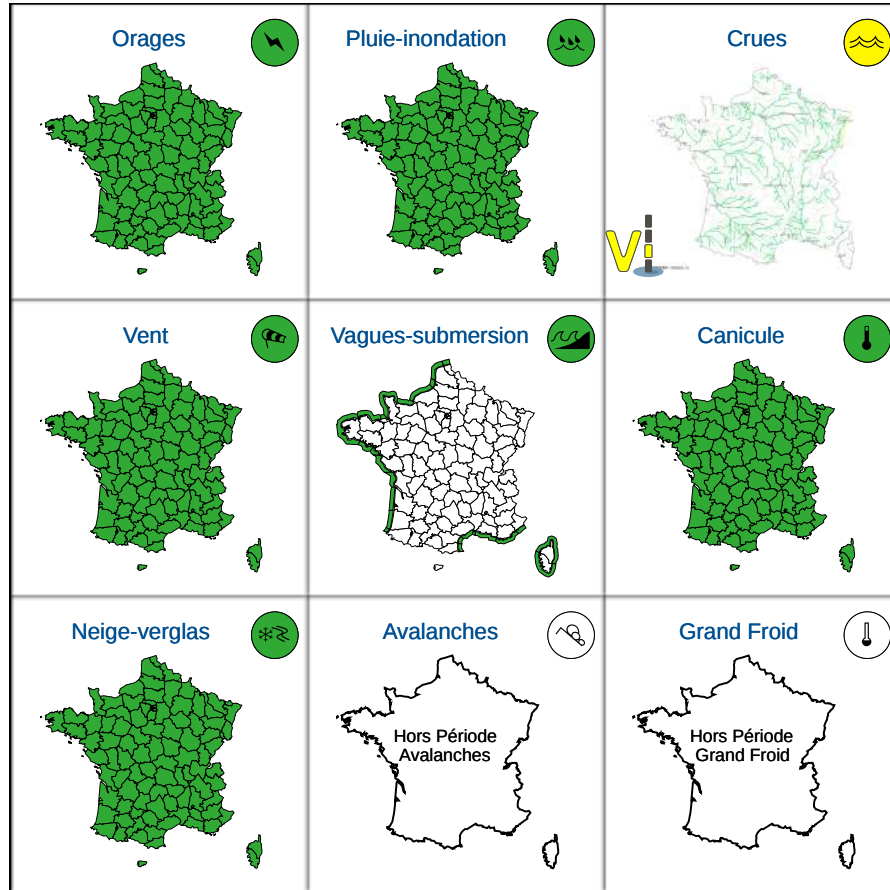 Orages
Pluie-inondation
Crues
Vi
Vent
Vagues-submersion
Canicule
Neige-verglas
Avalanches
Grand Froid
Hors Période
Avalanches
Hors Période
Grand Froid